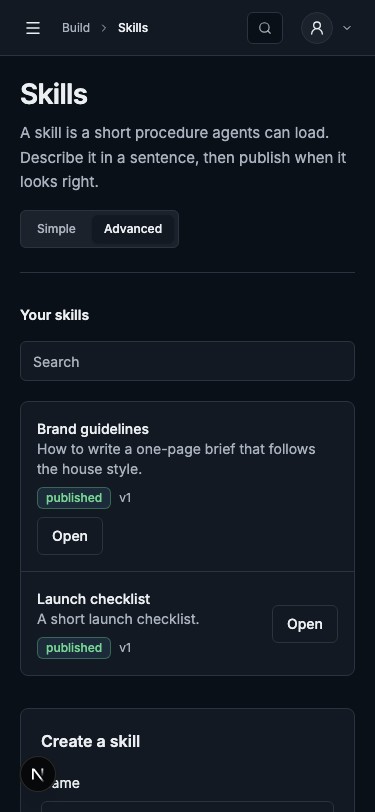 Build > Skills
Skills
A skill is a short procedure agents can load.
Describe it in a sentence, then publish when it
looks right.
Simple Advanced
Your skills
Search
Brand guidelines
How to write a one-page brief that follows
the house style.
published v1
Open
Launch checklist
A short launch checklist.
Open
published v1
Create a skill
N
ame